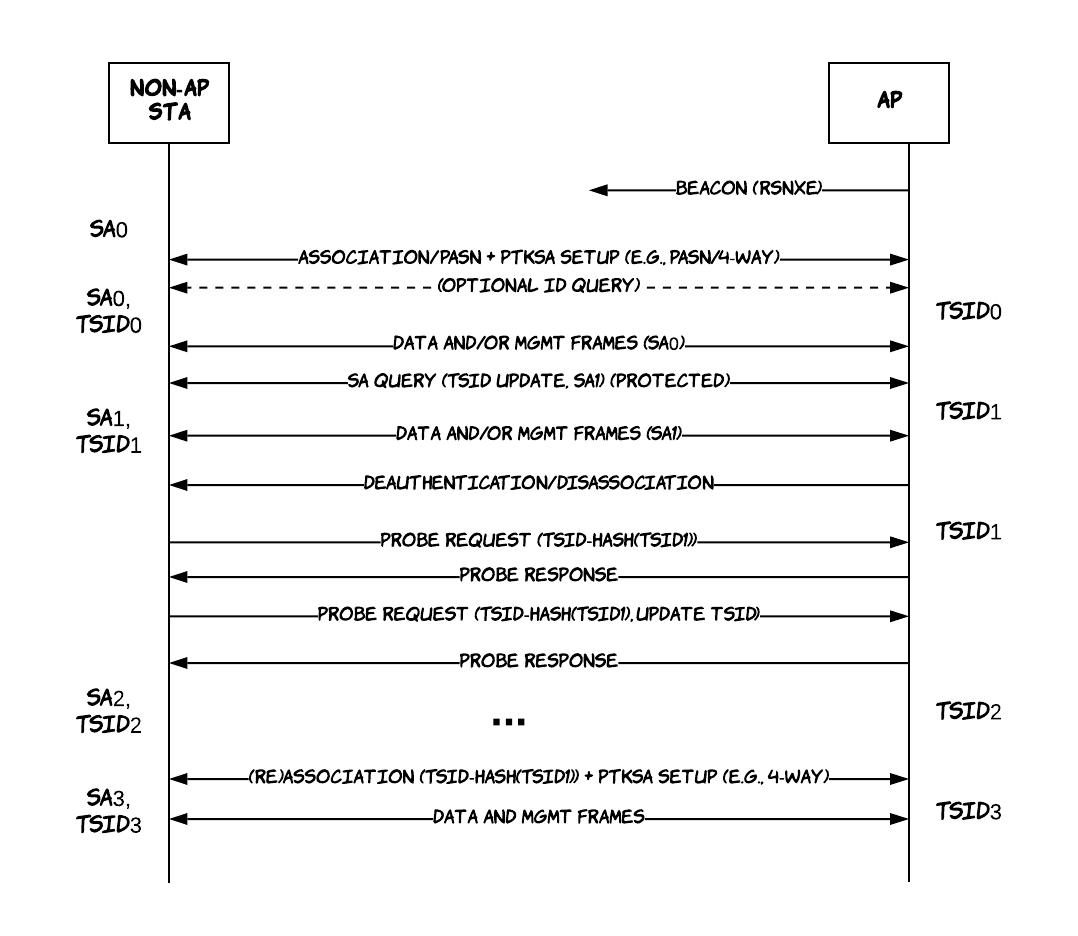 NON-AP
STA
AP
BEACON (RSNXE)
SA0
ASSOCIATION/PASN + PTKSA SETUP (E.G., PASN/4-WAY)
(OPTIONAL ID QUERY)
SA0,
TSID0
TSID0
DATA AND/OR MGMT FRAMES (SA0)
SA QUERY (TSID UPDATE, SA1) (PROTECTED)
SA1,
TSID1
TSID1
DATA AND/OR MGMT FRAMES (SA1)
DEAUTHENTICATION/DISASSOCIATION
TSID1
PROBE REQUEST (TSID-HASH(TSID1))
PROBE RESPONSE
PROBE REQUEST (TSID-HASH(TSID1), UPDATE TSID)
PROBE RESPONSE
SA2,
TSID2
...
TSID2
(RE)ASSOCIATION (TSID-HASH(TSID1)) + PTKSA SETUP (E.G., 4-WAY)
SA3,
TSID3
TSID3
DATA AND MGMT FRAMES